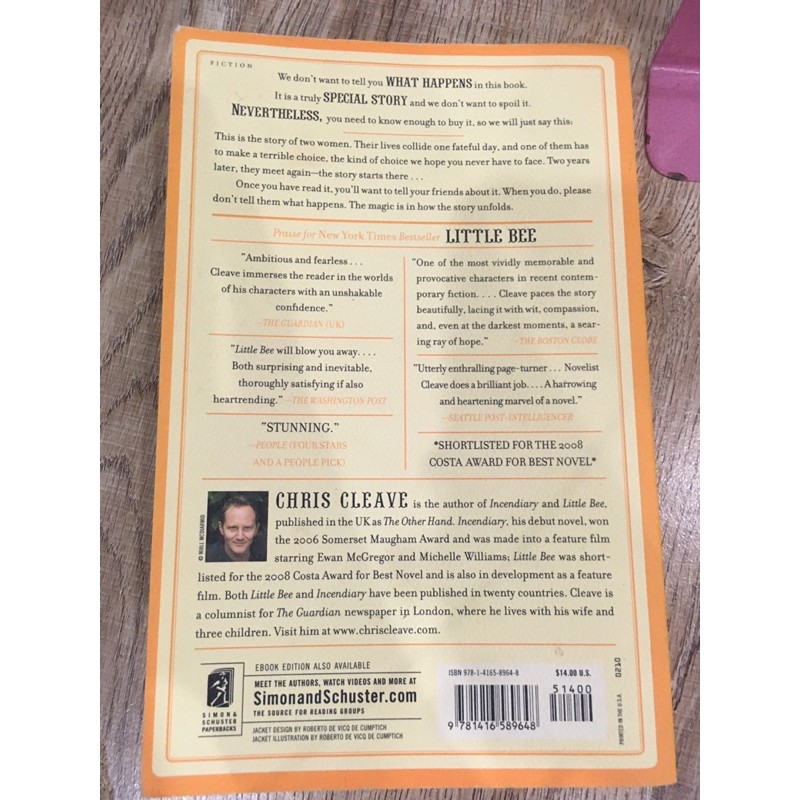 FICTION
We don't want to tell you WHAT HAPPENS in this book.
It is a truly SPECIAL STORY and we don't want to spoil it.
NEVERTHELESS, you need to know enough to buy it, so we will just say this:
This is the story of two women. Their lives collide one fateful day, and one of them has
to make a terrible choice, the kind of choice we hope you never have to face. Two years
later, they meet again—the story starts there . . .
Once you have read it, you'll want to tell your friends about it. When you do, please
don't tell them what happens. The magic is in how the story unfolds.
Praise for New York Times Bestseller LITTLE BEE
"Ambitious and fearless . . .
Cleave immerses the reader in the worlds
of his characters with an unshakable
confidence."
—THE GUARDIAN (UK)
"Little Bee will blow you away. . . .
Both surprising and inevitable,
thoroughly satisfying if also
heartrending." —THE WASHINGTON POST
"STUNNING."
—PEOPLE (FOUR STARS
AND A PEOPLE PICK)
"One of the most vividly memorable and
provocative characters in recent contem-
porary fiction. . . . Cleave paces the story
beautifully, lacing it with wit, compassion,
and, even at the darkest moments, a sear-
ing ray of hope." —THE BOSTON GLOBE
"Utterly enthralling page-turner . . . Novelist
Cleave does a brilliant job. . . . A harrowing
and heartening marvel of a novel."
—SEATTLE POST-INTELLIGENCER
*SHORTLISTED FOR THE 2008
COSTA AWARD FOR BEST NOVEL*
© NIALL MCDIARMID
CHRIS CLEAVE is the author of Incendiary and Little Bee,
published in the UK as The Other Hand. Incendiary, his debut novel, won
the 2006 Somerset Maugham Award and was made into a feature film
starring Ewan McGregor and Michelle Williams; Little Bee was short-
listed for the 2008 Costa Award for Best Novel and is also in development as a feature
film. Both Little Bee and Incendiary have been published in twenty countries. Cleave is
a columnist for The Guardian newspaper in London, where he lives with his wife and
three children. Visit him at www.chriscleave.com.
SIMON &
SCHUSTER
PAPERBACKS
EBOOK EDITION ALSO AVAILABLE
MEET THE AUTHORS, WATCH VIDEOS AND MORE AT
SimonandSchuster.com
THE SOURCE FOR READING GROUPS
JACKET DESIGN BY ROBERTO DE VICQ DE CUMPTICH
JACKET ILLUSTRATION BY ROBERTO DE VICQ DE CUMPTICH
ISBN 978-1-4165-8964-8 $14.00 U.S.
51400
9 781416 589648
PRINTED IN THE U.S.A. 0210